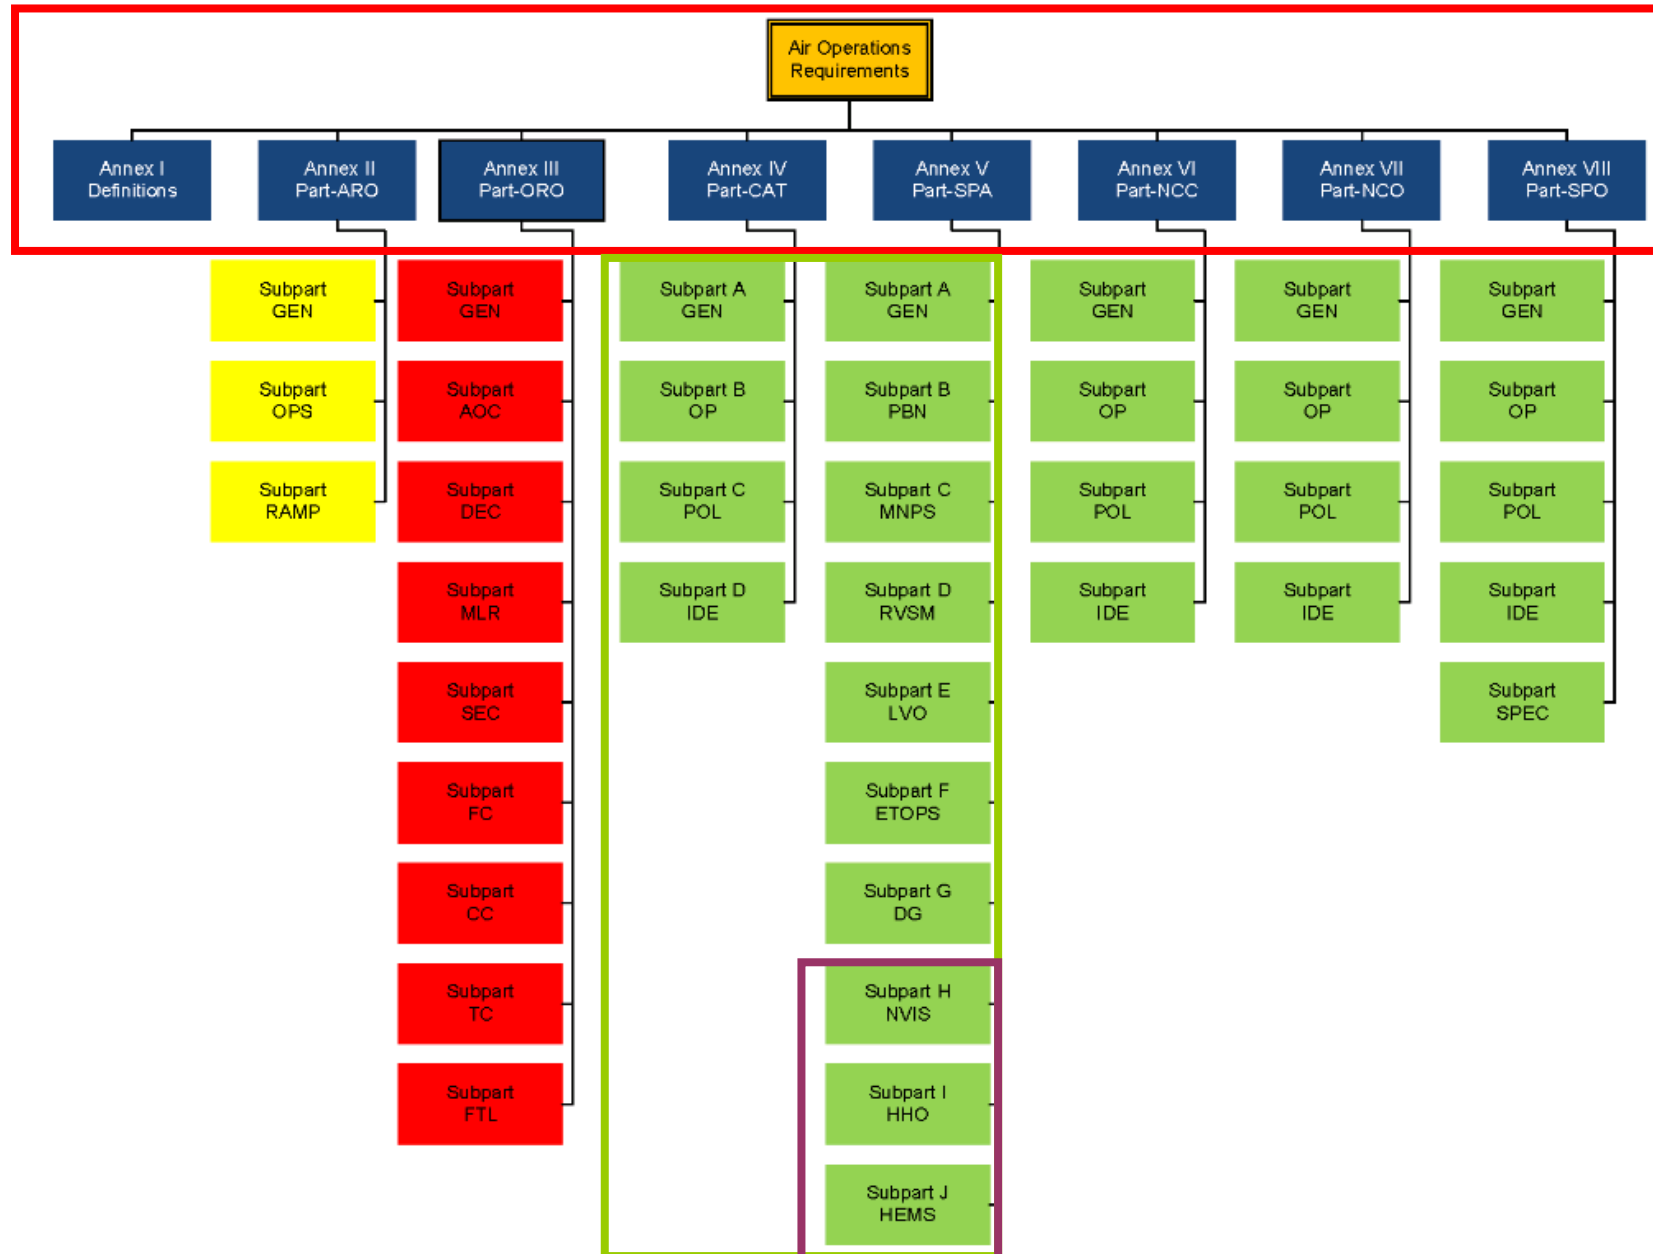 Air Operations
Requirements
Annex I
Definitions
Annex II
Part-ARO
Annex III
Part-ORO
Annex IV
Part-CAT
Annex V
Part-SPA
Annex VI
Part-NCC
Annex VII
Part-NCO
Annex VIII
Part-SPO
Subpart
GEN
Subpart
OPS
Subpart
RAMP
Subpart
GEN
Subpart
AOC
Subpart
DEC
Subpart
MLR
Subpart
SEC
Subpart
FC
Subpart
CC
Subpart
TC
Subpart
FTL
Subpart A
GEN
Subpart B
OP
Subpart C
POL
Subpart D
IDE
Subpart A
GEN
Subpart B
PBN
Subpart C
MNPS
Subpart D
RVSM
Subpart E
LVO
Subpart F
ETOPS
Subpart G
DG
Subpart H
NVIS
Subpart I
HHO
Subpart J
HEMS
Subpart
GEN
Subpart
OP
Subpart
POL
Subpart
IDE
Subpart
GEN
Subpart
OP
Subpart
POL
Subpart
IDE
Subpart
GEN
Subpart
OP
Subpart
POL
Subpart
IDE
Subpart
SPEC